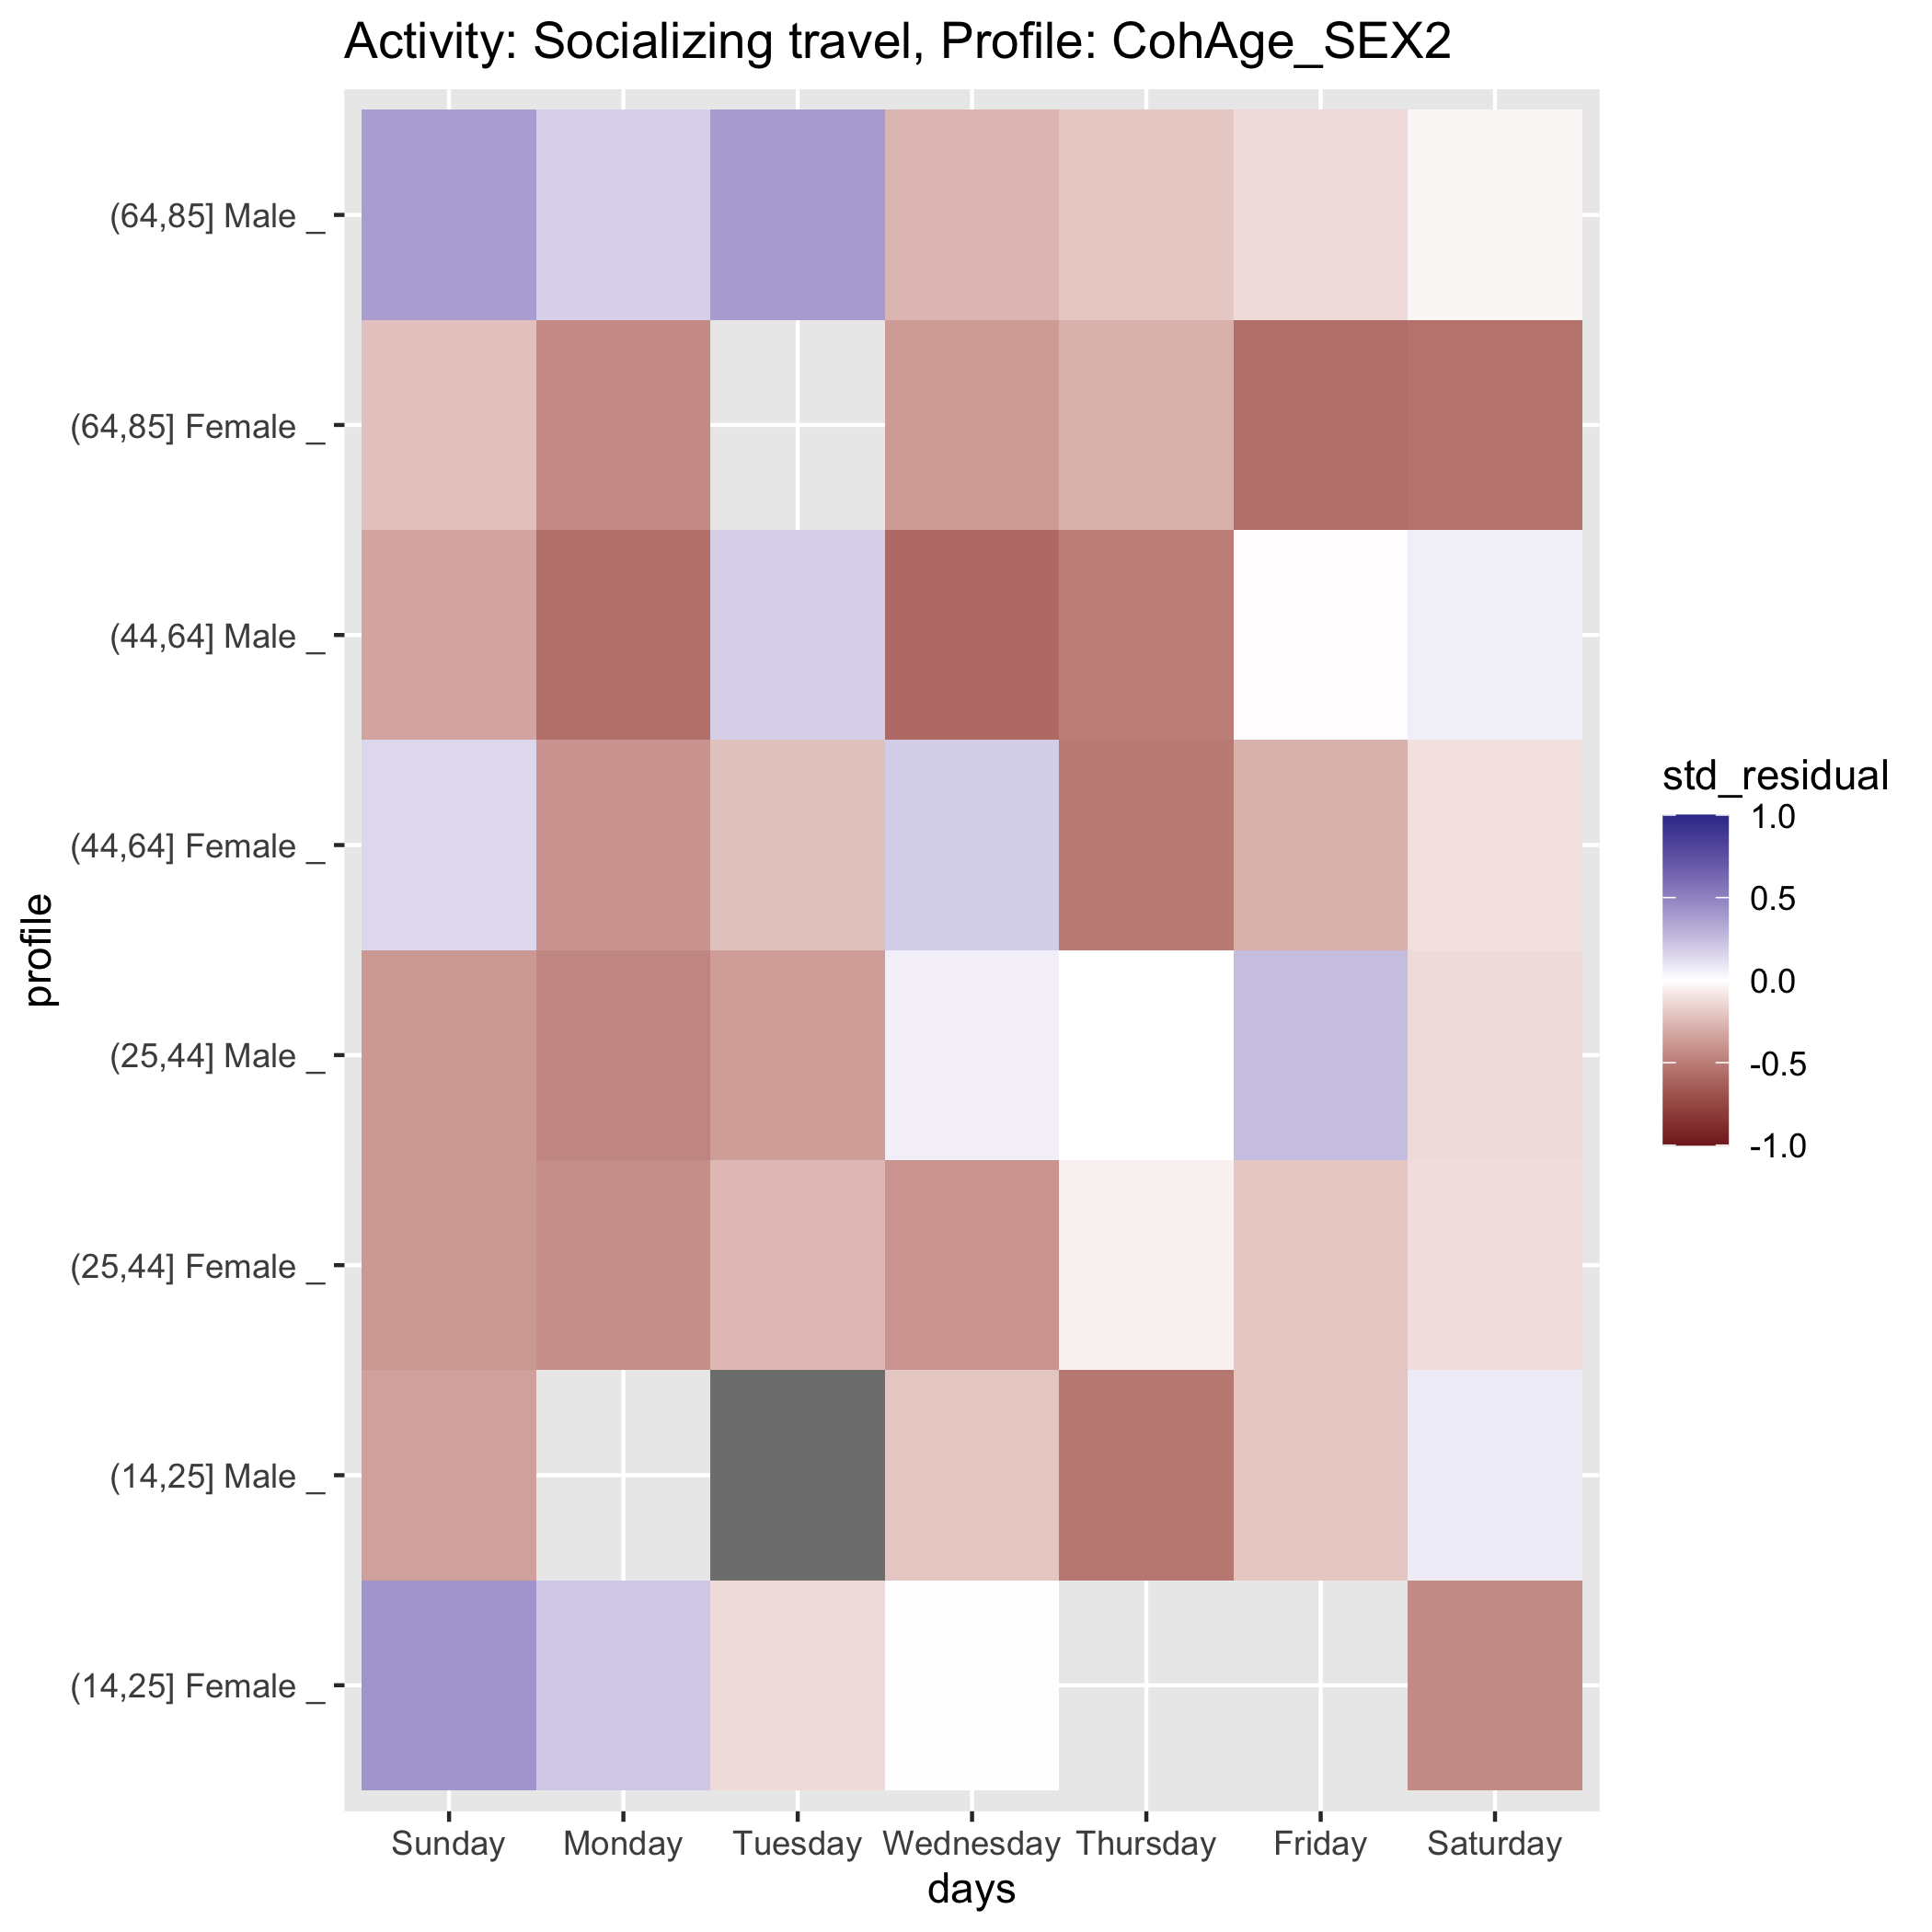 Activity: Socializing travel, Profile: CohAge_SEX2
(64,85] Male _
(64,85] Female _
(44,64] Male _
(44,64] Female _
(25,44] Male _
(25,44] Female _
(14,25] Male _
(14,25] Female _
profile
Sunday Monday Tuesday Wednesday Thursday Friday Saturday
days
std_residual
1.0
0.5
0.0
-0.5
-1.0